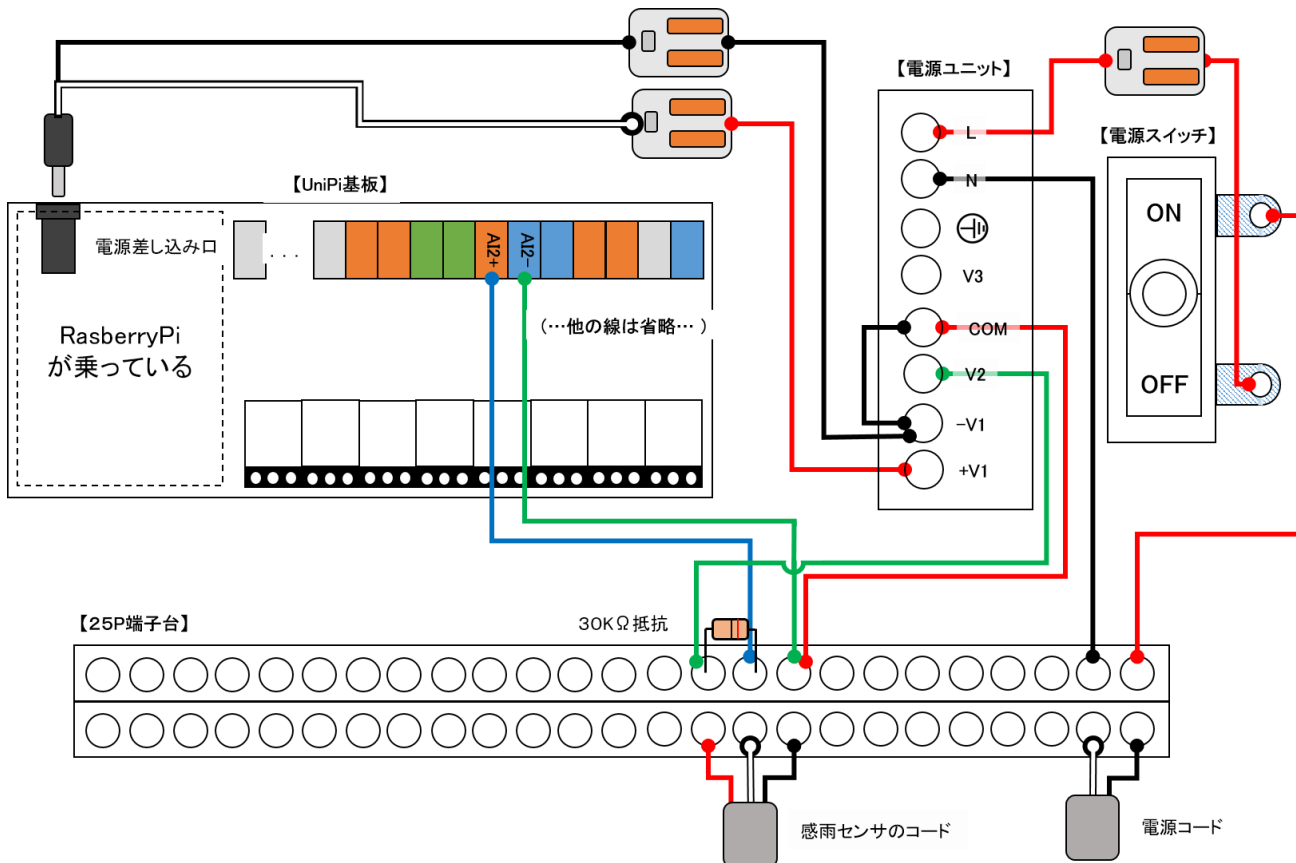 【電源ユニット】
L
【電源スイッチ】
N
【UniPi基板】
ON
電源差し込み口
...
AI2+
AI2-
V3
(…他の線は省略…)
COM
RasberryPi
が乗っている
V2
OFF
-V1
+V1
【25P端子台】
30KΩ抵抗
感雨センサのコード
電源コード